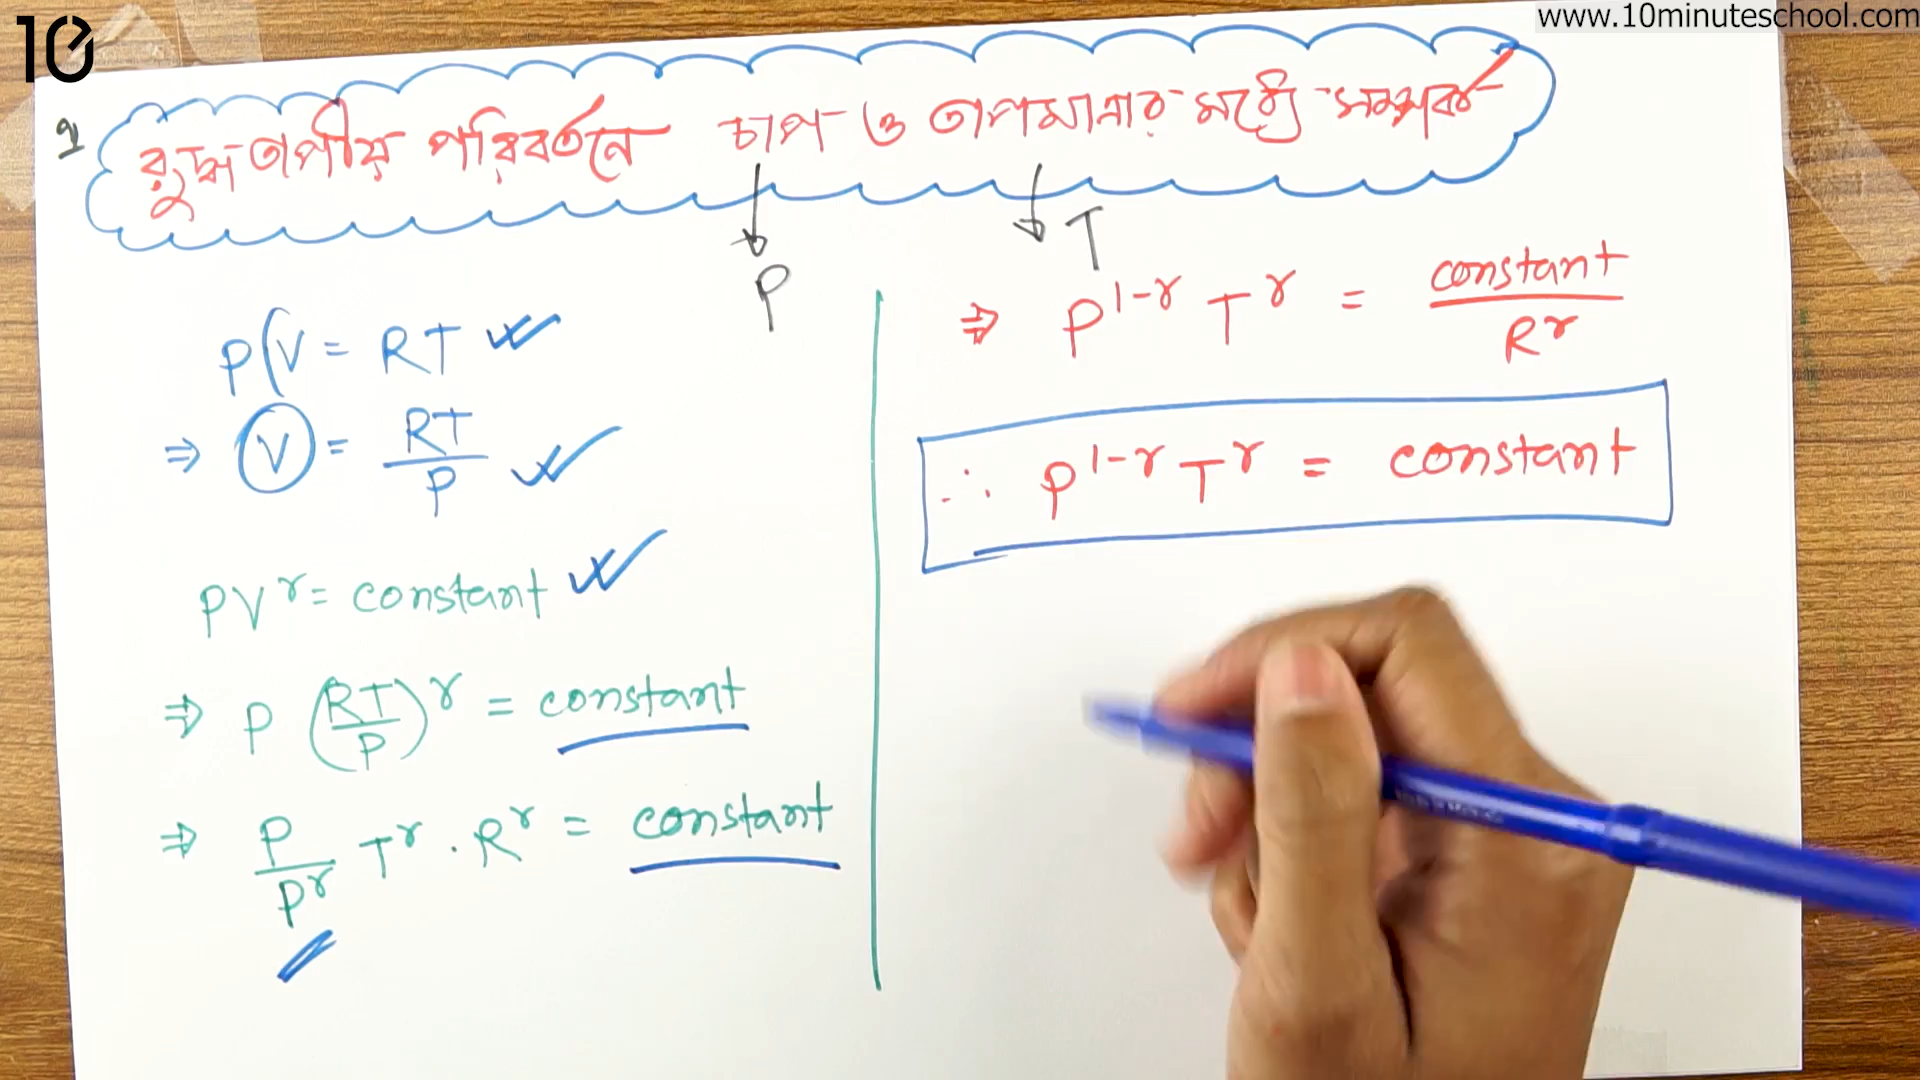 10
www.10minuteschool.com
রুদ্ধতাপীয় পরিবর্তনে চাপ ও তাপমাত্রার মধ্যে সম্পর্ক
P
T
PV = RT
⇒ V = RT/P
PV^γ = constant
⇒ P (RT/P)^γ = constant
⇒ P/P^γ T^γ . R^γ = constant
⇒ P^1-γ T^γ = constant/R^γ
∴ P^1-γ T^γ = constant